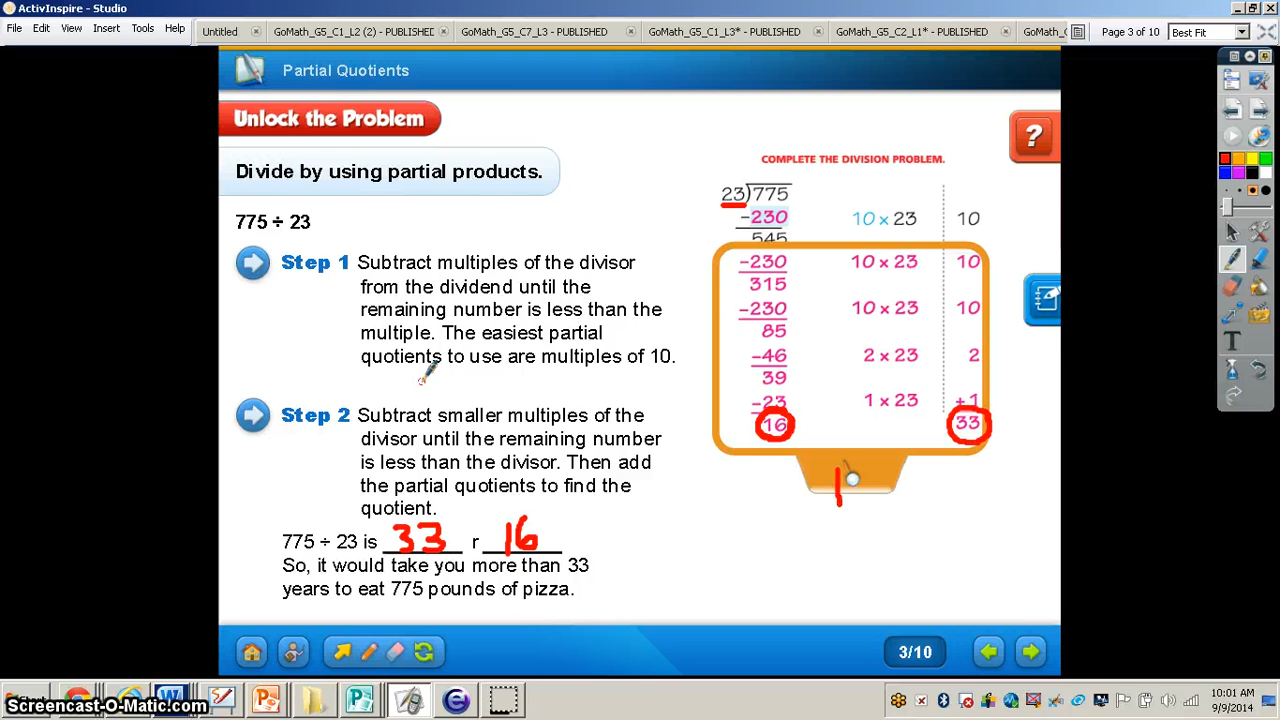 ActivInspire - Studio
File Edit View Insert Tools Help
Untitled
GoMath_G5_C1_L2 (2) - PUBLISHED
GoMath_G5_C7_L3 - PUBLISHED
GoMath_G5_C1_L3* - PUBLISHED
GoMath_G5_C2_L1* - PUBLISHED
GoMath_G
Page 3 of 10
Best Fit
Partial Quotients
Unlock the Problem
?
Divide by using partial products.
775 ÷ 23
Step 1 Subtract multiples of the divisor
from the dividend until the
remaining number is less than the
multiple. The easiest partial
quotients to use are multiples of 10.
Step 2 Subtract smaller multiples of the
divisor until the remaining number
is less than the divisor. Then add
the partial quotients to find the
quotient.
775 ÷ 23 is 33 r 16
So, it would take you more than 33
years to eat 775 pounds of pizza.
COMPLETE THE DIVISION PROBLEM.
23)775
-230 10 × 23 10
545
-230 10 × 23 10
315
-230 10 × 23 10
85
-46 2 × 23 2
39
-23 1 × 23 +1
16 33
3/10
Screencast-O-Matic.com
10:01 AM
9/9/2014